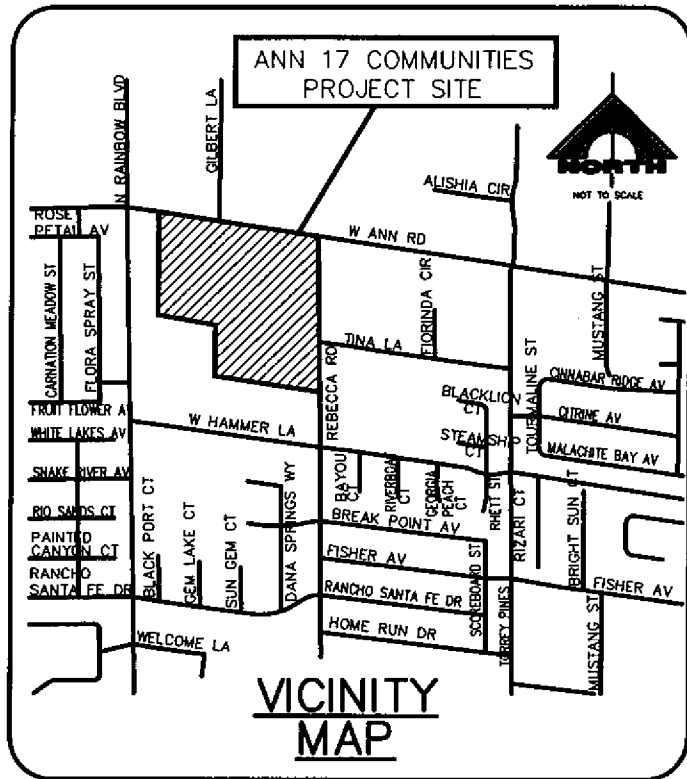 ANN 17 COMMUNITIES
PROJECT SITE
N RAINBOW BLVD
GILBERT LA
ALISHIA CIR
NORTH
NOT TO SCALE
ROSE
PETAL AV
W ANN RD
CARNATION MEADOW ST
FLORA SPRAY ST
FIORINDA CIR
MUSTANG ST
TINA LA
REBECCA RD
TOURMALINE ST
CINNABAR RIDGE AV
BLACKLION
CT
CITRINE AV
FRUIT FLOWER AV
W HAMMER LA
STEAMSHIP
CT
MALACHITE BAY AV
WHITE LAKES AV
SNAKE RIVER AV
BAYOU
CT
RIVERBOAT
CT
GEORGIA
PEACH
CT
RHETT ST
RIZARI CT
BRIGHT SUN CT
RIO SANDS CT
BLACK PORT CT
GEM LAKE CT
SUN GEM CT
DANA SPRINGS WY
BREAK POINT AV
PAINTED
CANYON CT
FISHER AV
SCOREBOARD ST
FISHER AV
RANCHO
SANTA FE DR
RANCHO SANTA FE DR
TORREY PINES
MUSTANG ST
HOME RUN DR
WELCOME LA
VICINITY
MAP